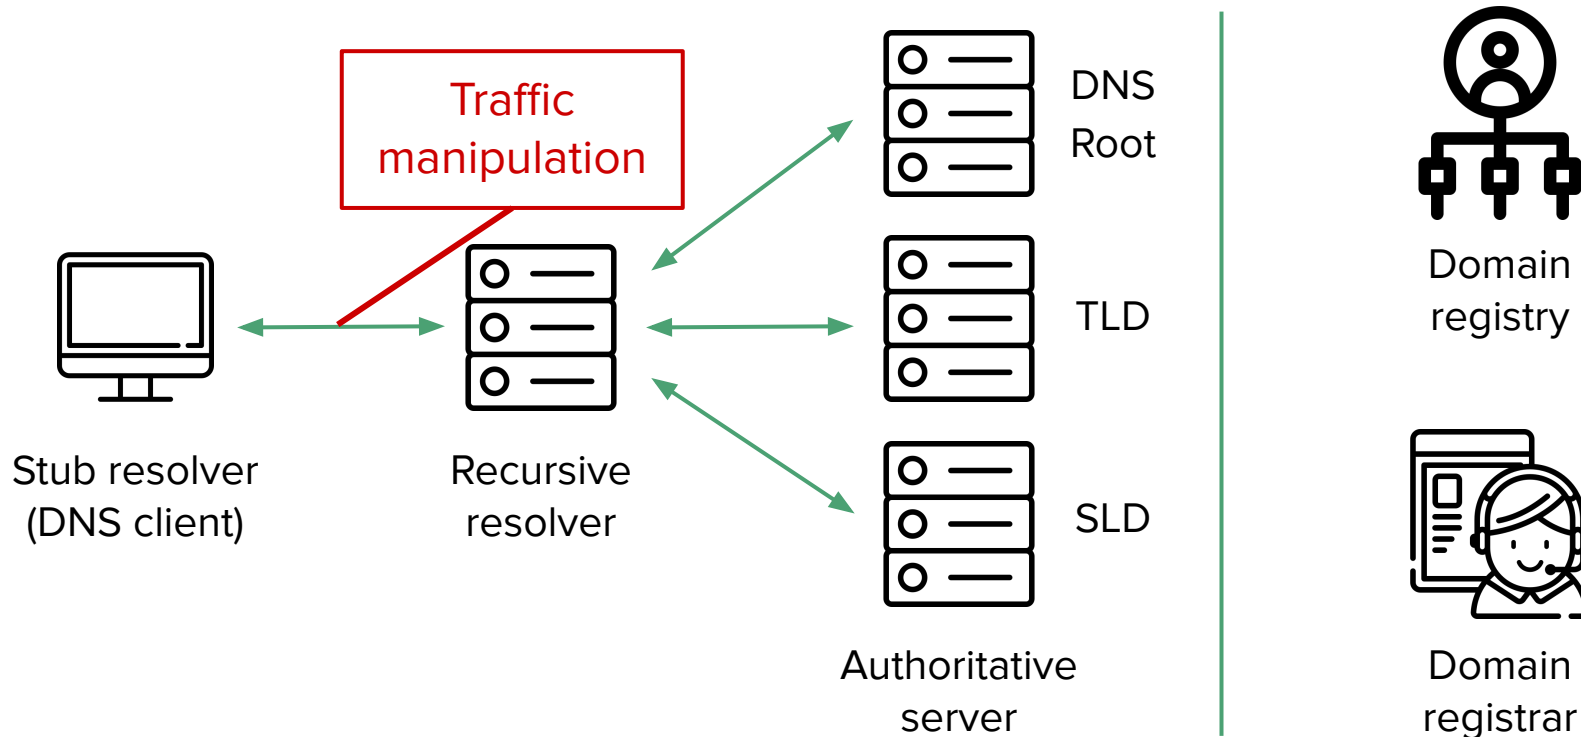 Traffic
manipulation
Stub resolver
(DNS client)
Recursive
resolver
DNS
Root
TLD
SLD
Authoritative
server
Domain
registry
Domain
registrar